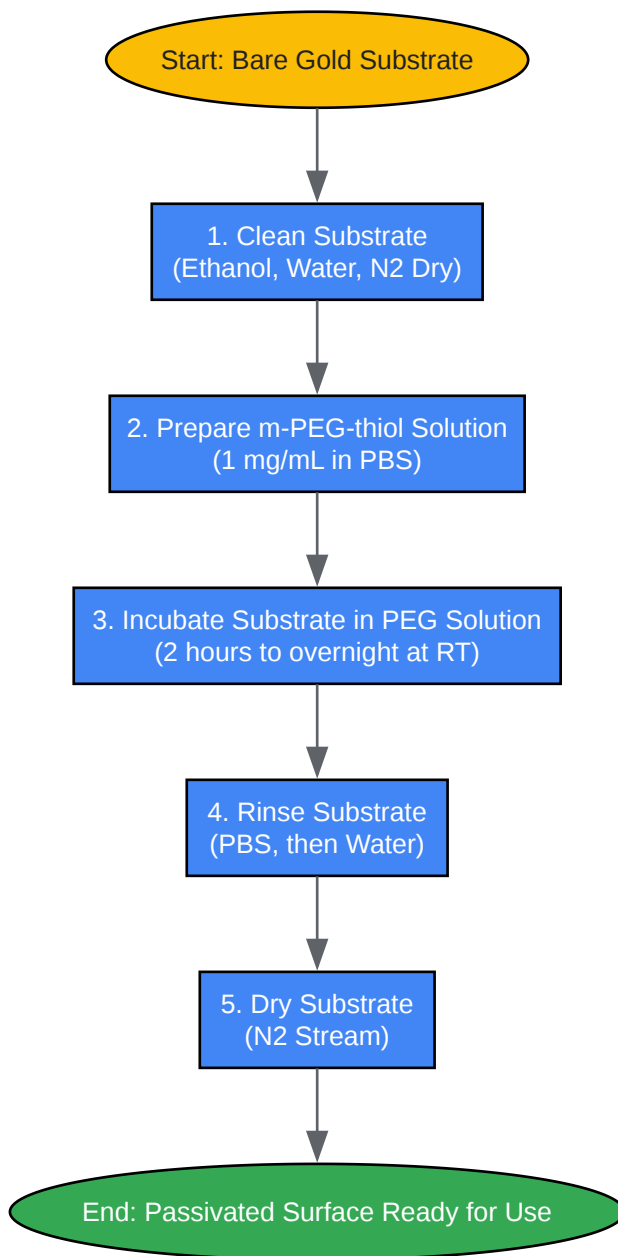 Start: Bare Gold Substrate
1. Clean Substrate
(Ethanol, Water, N2 Dry)
2. Prepare m-PEG-thiol Solution
(1 mg/mL in PBS)
3. Incubate Substrate in PEG Solution
(2 hours to overnight at RT)
4. Rinse Substrate
(PBS, then Water)
5. Dry Substrate
(N2 Stream)
End: Passivated Surface Ready for Use